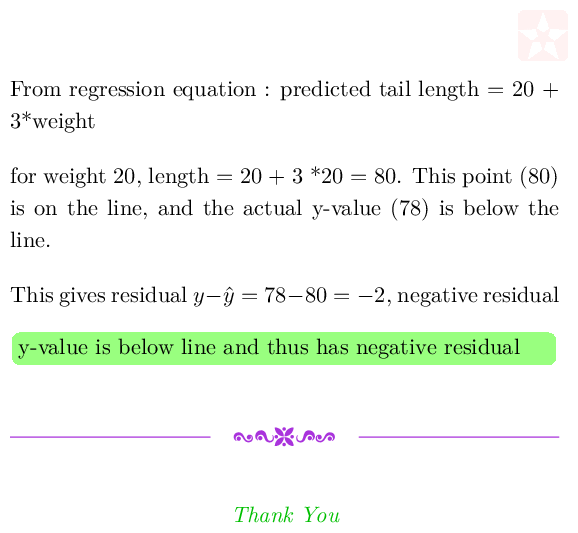 From regression equation : predicted tail length = 20 +
3*weight
for weight 20, length = 20 + 3 *20 = 80. This point (80)
is on the line, and the actual y-value (78) is below the
line.
This gives residual y−ŷ = 78−80 = −2, negative residual
y-value is below line and thus has negative residual
Thank You